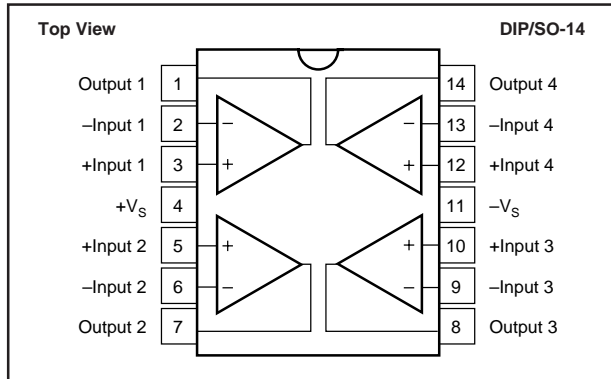 Top View DIP/SO-14
Output 1 1 14 Output 4
–Input 1 2 – – 13 –Input 4
+Input 1 3 + + 12 +Input 4
+VS 4 11 –VS
+Input 2 5 + + 10 +Input 3
–Input 2 6 – – 9 –Input 3
Output 2 7 8 Output 3